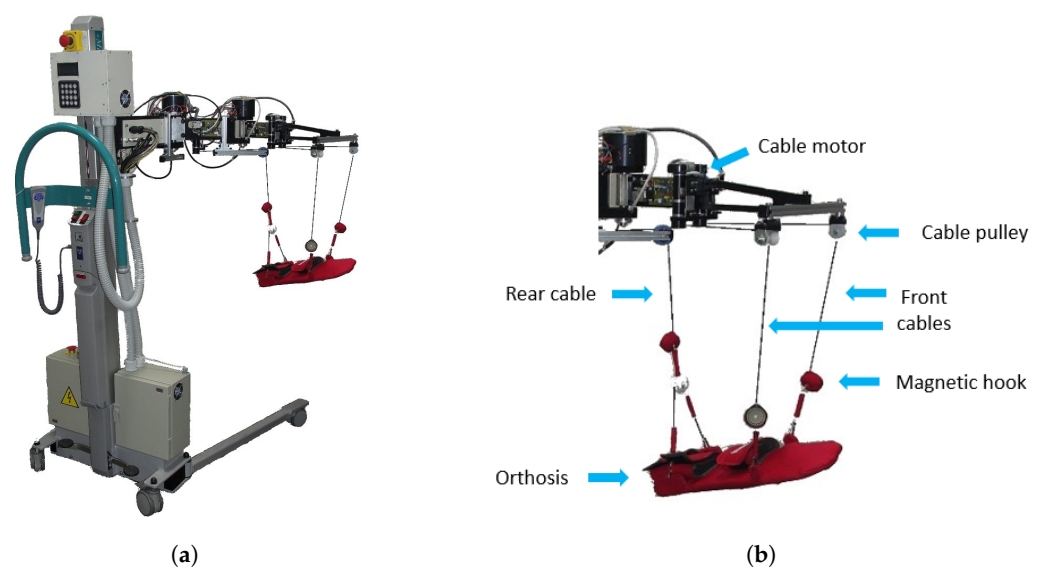 Cable motor
Cable pulley
Rear cable
Front
cables
Magnetic hook
Orthosis
(a)
(b)